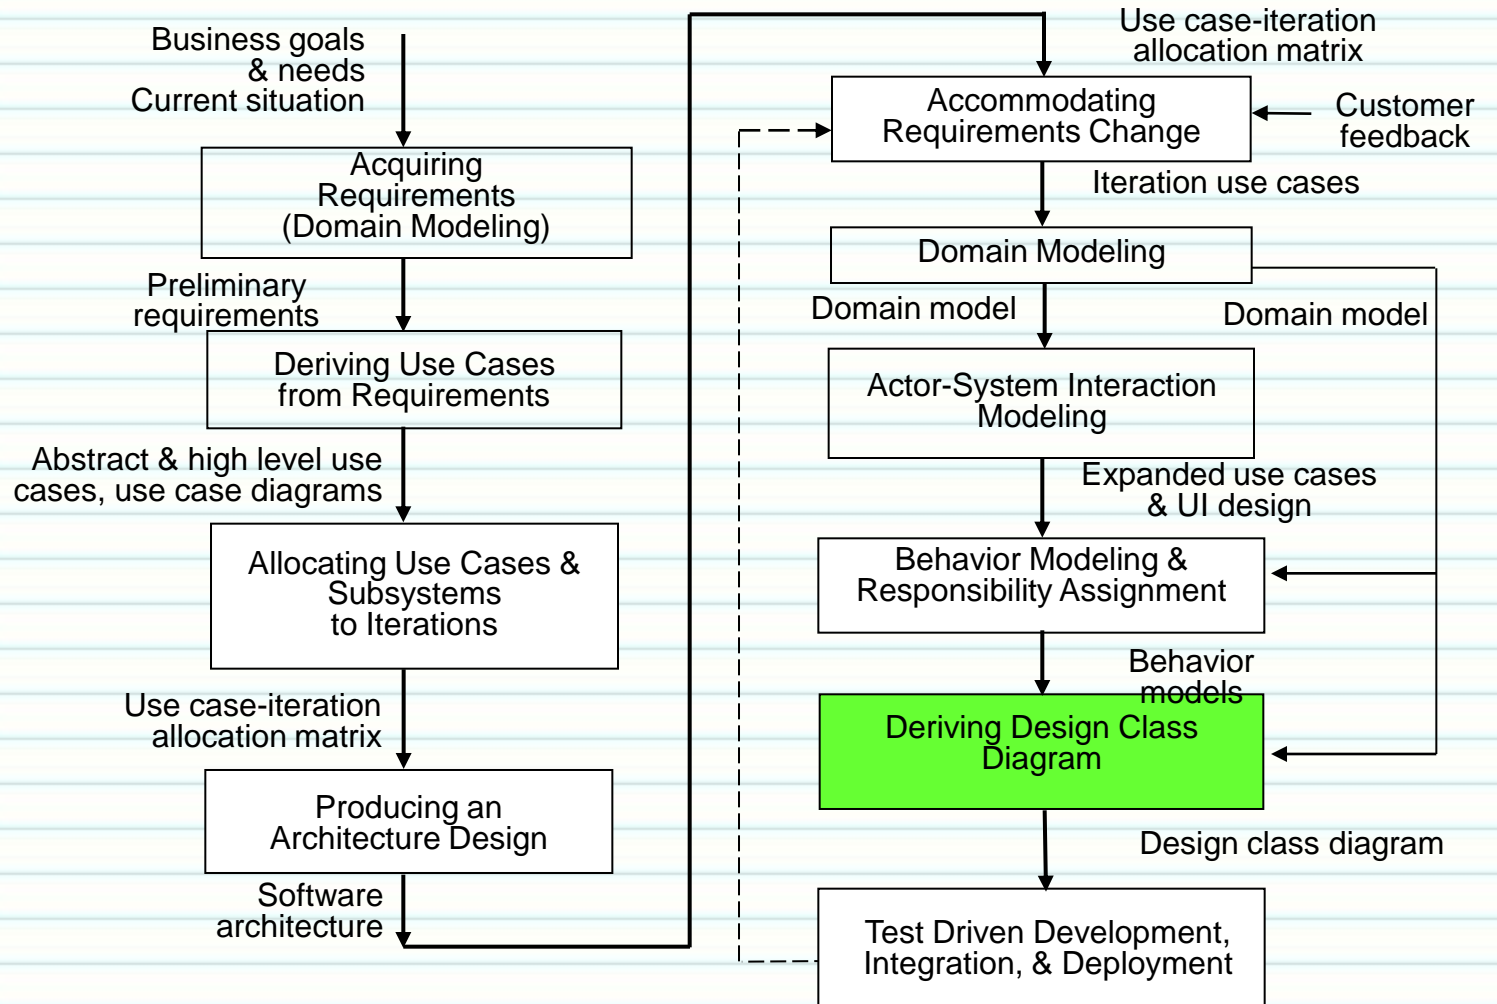 Business goals
& needs
Current situation
Acquiring
Requirements
(Domain Modeling)
Preliminary
requirements
Deriving Use Cases
from Requirements
Abstract & high level use
cases, use case diagrams
Allocating Use Cases &
Subsystems
to Iterations
Use case-iteration
allocation matrix
Producing an
Architecture Design
Software
architecture
Use case-iteration
allocation matrix
Accommodating
Requirements Change
Customer
feedback
Iteration use cases
Domain Modeling
Domain model
Domain model
Actor-System Interaction
Modeling
Expanded use cases
& UI design
Behavior Modeling &
Responsibility Assignment
Behavior
models
Deriving Design Class
Diagram
Design class diagram
Test Driven Development,
Integration, & Deployment